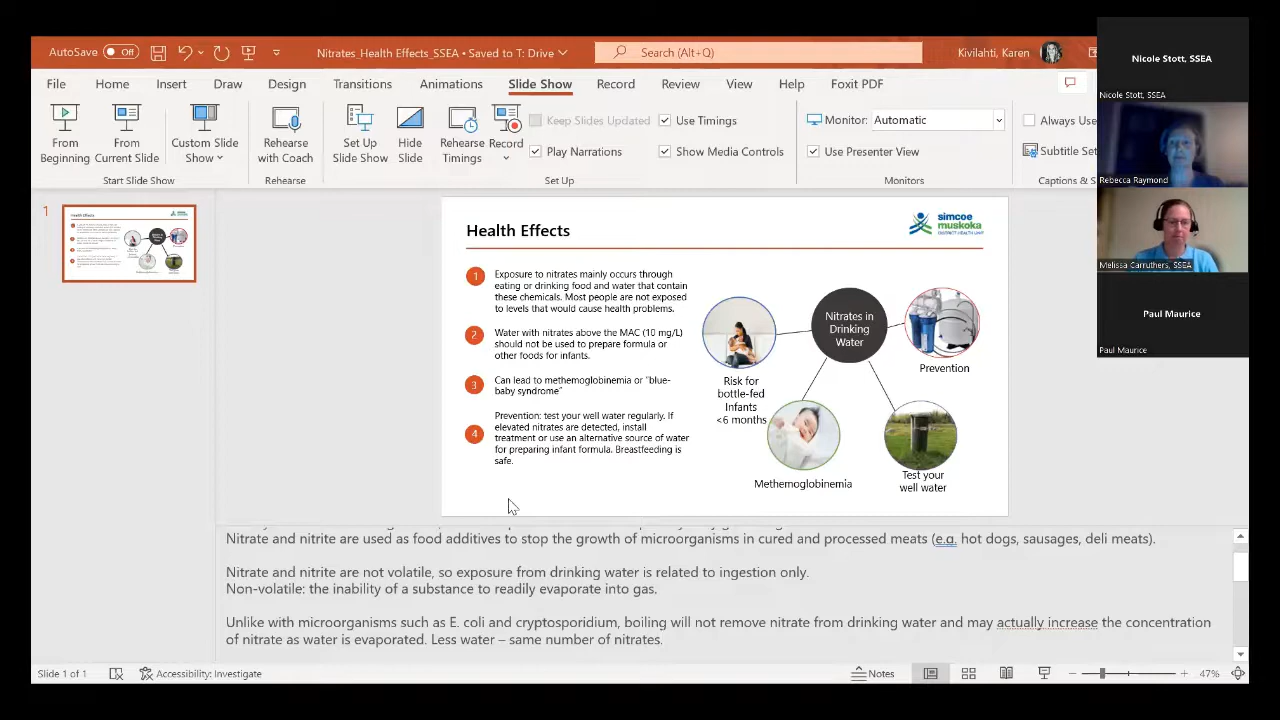 AutoSave Off
Nitrates_Health Effects_SSEA • Saved to T: Drive
Search (Alt+Q)
Kivilahti, Karen
File Home Insert Draw Design Transitions Animations Slide Show Record Review View Help Foxit PDF
From Beginning
From Current Slide
Custom Slide Show
Start Slide Show
Rehearse with Coach
Rehearse
Set Up Slide Show
Hide Slide
Rehearse Timings
Record
Keep Slides Updated
Play Narrations
Use Timings
Show Media Controls
Set Up
Monitor: Automatic
Use Presenter View
Monitors
Always Use
Subtitle Set
Captions & S
Nicole Stott, SSEA
Nicole Stott, SSEA
Rebecca Raymond
Melissa Carruthers, SSEA
Paul Maurice
Paul Maurice
1
Health Effects
simcoe
muskoka
DISTRICT HEALTH UNIT
1
Exposure to nitrates mainly occurs through
eating or drinking food and water that contain
these chemicals. Most people are not exposed
to levels that would cause health problems.
2
Water with nitrates above the MAC (10 mg/L)
should not be used to prepare formula or
other foods for infants.
3
Can lead to methemoglobinemia or “blue-
baby syndrome”
4
Prevention: test your well water regularly. If
elevated nitrates are detected, install
treatment or use an alternative source of water
for preparing infant formula. Breastfeeding is
safe.
Nitrates in
Drinking
Water
Prevention
Risk for
bottle-fed
Infants
<6 months
Methemoglobinemia
Test your
well water
Nitrate and nitrite are used as food additives to stop the growth of microorganisms in cured and processed meats (e.g. hot dogs, sausages, deli meats).
Nitrate and nitrite are not volatile, so exposure from drinking water is related to ingestion only.
Non-volatile: the inability of a substance to readily evaporate into gas.
Unlike with microorganisms such as E. coli and cryptosporidium, boiling will not remove nitrate from drinking water and may actually increase the concentration
of nitrate as water is evaporated. Less water – same number of nitrates.
Slide 1 of 1
Accessibility: Investigate
Notes
47%